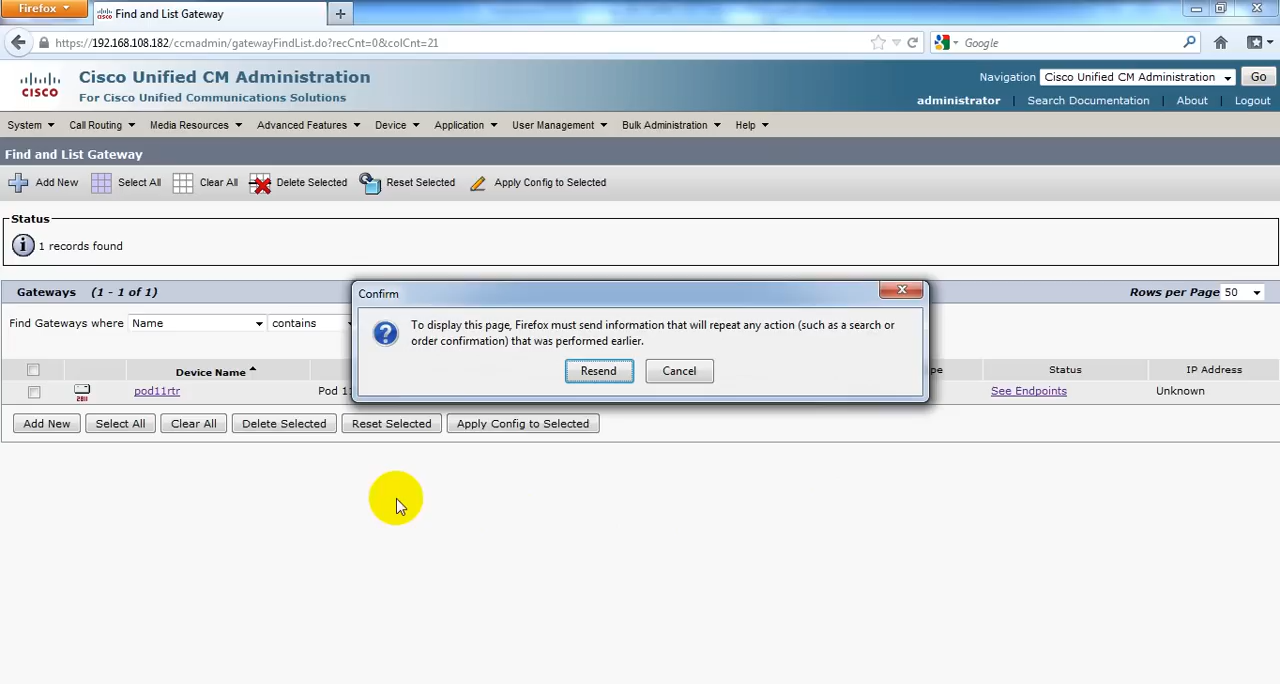 Firefox
Find and List Gateway
https://192.168.108.182/ccmadmin/gatewayFindList.do?recCnt=0&colCnt=21
Google
CISCO
Cisco Unified CM Administration
For Cisco Unified Communications Solutions
Navigation Cisco Unified CM Administration Go
administrator | Search Documentation | About | Logout
System Call Routing Media Resources Advanced Features Device Application User Management Bulk Administration Help
Find and List Gateway
Add New Select All Clear All Delete Selected Reset Selected Apply Config to Selected
Status
1 records found
Gateways (1 - 1 of 1)
Rows per Page 50
Confirm
To display this page, Firefox must send information that will repeat any action (such as a search or
order confirmation) that was performed earlier.
Resend Cancel
Find Gateways where Name contains
Device Name Status IP Address
pod11rtr Pod 11 See Endpoints Unknown
Add New Select All Clear All Delete Selected Reset Selected Apply Config to Selected